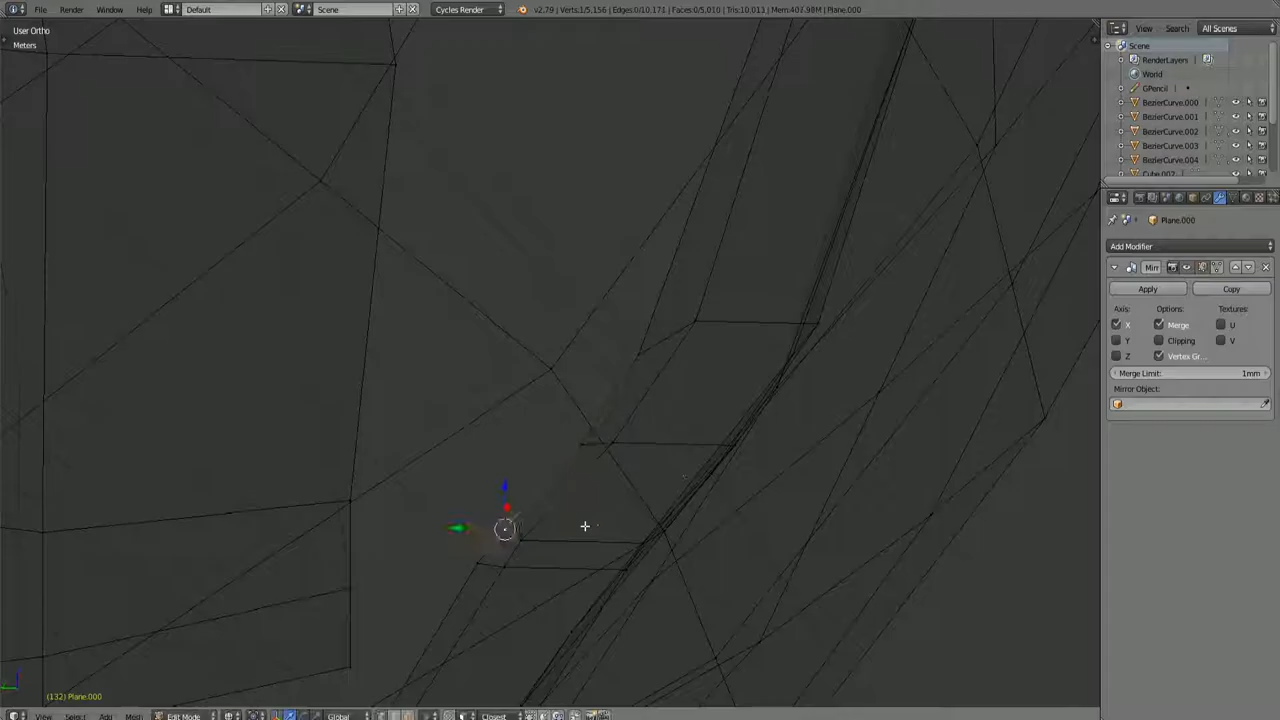 File Render Window Help Default Scene Cycles Render v2.79 | Verts:1/5,156 | Edges:0/10,171 | Faces:0/5,010 | Tris:10,013 | Mem:407.98M | Plane.000
User Ortho
Meters
View Search All Scenes
Scene
RenderLayers
World
GPencil
BezierCurve.000
BezierCurve.001
BezierCurve.002
BezierCurve.003
BezierCurve.004
Cube.002
Plane.000
Add Modifier
Mirr
Apply Copy
Axis: Options: Textures:
X Merge U
Y Clipping V
Z Vertex Gr...
Merge Limit: 1mm
Mirror Object:
(132) Plane.000
View Select Add Mesh Edit Mode Global Closest